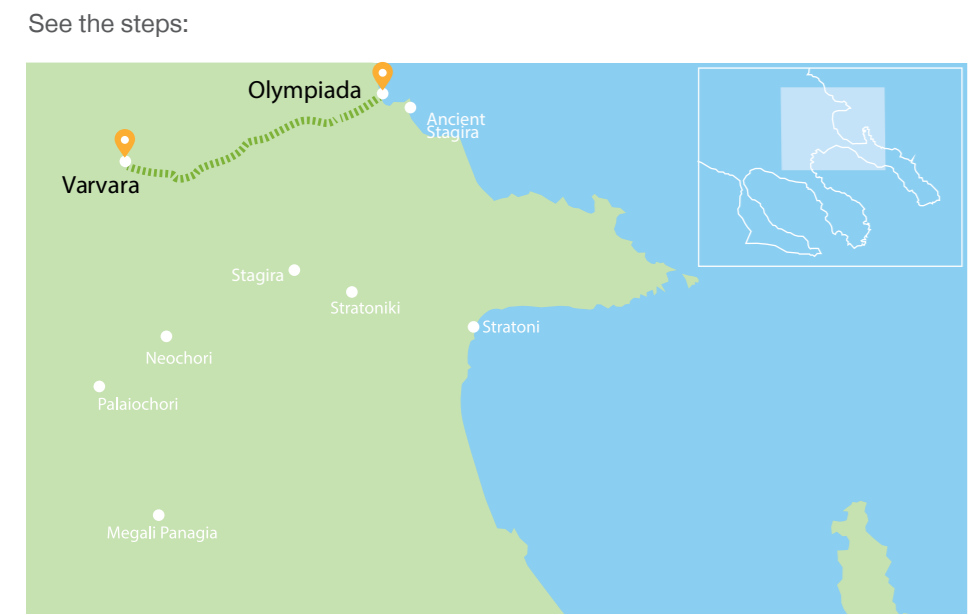 See the steps:
Olympiada
Ancient
Stagira
Varvara
Stagira
Stratoniki
Stratoni
Neochori
Palaiochori
Megali Panagia